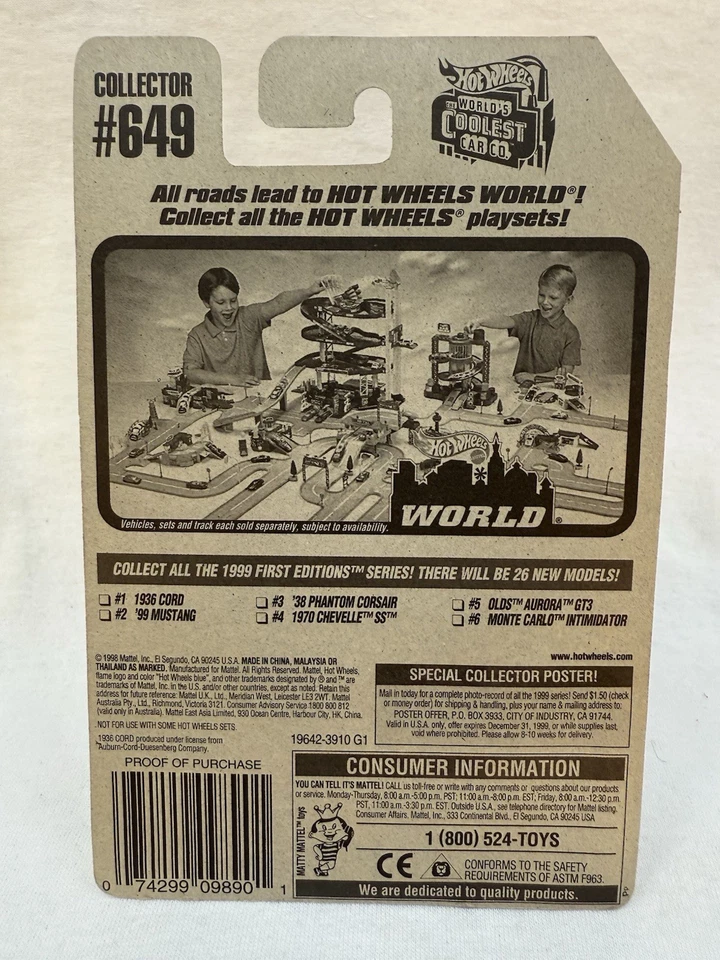 COLLECTOR
#649
HOT WHEELS
THE WORLD'S
COOLEST
CAR CO.
All roads lead to HOT WHEELS WORLD®!
Collect all the HOT WHEELS® playsets!
HOT WHEELS
WORLD®
Vehicles, sets and track each sold separately, subject to availability.
COLLECT ALL THE 1999 FIRST EDITIONS™ SERIES! THERE WILL BE 26 NEW MODELS!
#1 1936 CORD
#2 '99 MUSTANG
#3 '38 PHANTOM CORSAIR
#4 1970 CHEVELLE™ SS™
#5 OLDS™ AURORA™ GT3
#6 MONTE CARLO™ INTIMIDATOR
© 1998 Mattel, Inc., El Segundo, CA 90245 U.S.A. MADE IN CHINA, MALAYSIA OR
THAILAND AS MARKED. Manufactured for Mattel. All Rights Reserved. Mattel, Hot Wheels,
flame logo and color "Hot Wheels blue", and other trademarks designated by ® and ™ are
trademarks of Mattel, Inc. in the U.S. and/or other countries, except as noted. Retain this
address for future reference: Mattel U.K., Ltd., Meridian West, Leicester LE3 2WT. Mattel
Australia Pty., Ltd., Richmond, Victoria 3121. Consumer Advisory Service 1800 800 812
(valid only in Australia). Mattel East Asia Limited, 930 Ocean Centre, Harbour City, HK, China.
NOT FOR USE WITH SOME HOT WHEELS SETS.
1936 CORD produced under license from
Auburn-Cord-Duesenberg Company.
19642-3910 G1
www.hotwheels.com
SPECIAL COLLECTOR POSTER!
Mail in today for a complete photo-record of all the 1999 series! Send $1.50 (check
or money order) for shipping & handling, plus your name & mailing address to:
POSTER OFFER, P.O. BOX 3933, CITY OF INDUSTRY, CA 91744.
Valid in U.S.A. only, offer expires December 31, 1999, or while supplies last,
void where prohibited. Please allow 8-10 weeks for delivery.
PROOF OF PURCHASE
0 74299 09890 1
CONSUMER INFORMATION
YOU CAN TELL IT'S MATTEL! CALL us toll-free or write with any comments or questions about our products
or service. Monday-Thursday, 8:00 a.m.-5:00 p.m. PST; 11:00 a.m.-8:00 p.m. EST; Friday, 8:00 a.m.-12:30 p.m.
PST, 11:00 a.m.-3:30 p.m. EST. Outside U.S.A., see telephone directory for Mattel listing.
Consumer Affairs, Mattel, Inc., 333 Continental Blvd., El Segundo, CA 90245 USA
MATTY MATTEL™ toys
1 (800) 524-TOYS
CE
CONFORMS TO THE SAFETY
REQUIREMENTS OF ASTM F963.
We are dedicated to quality products.